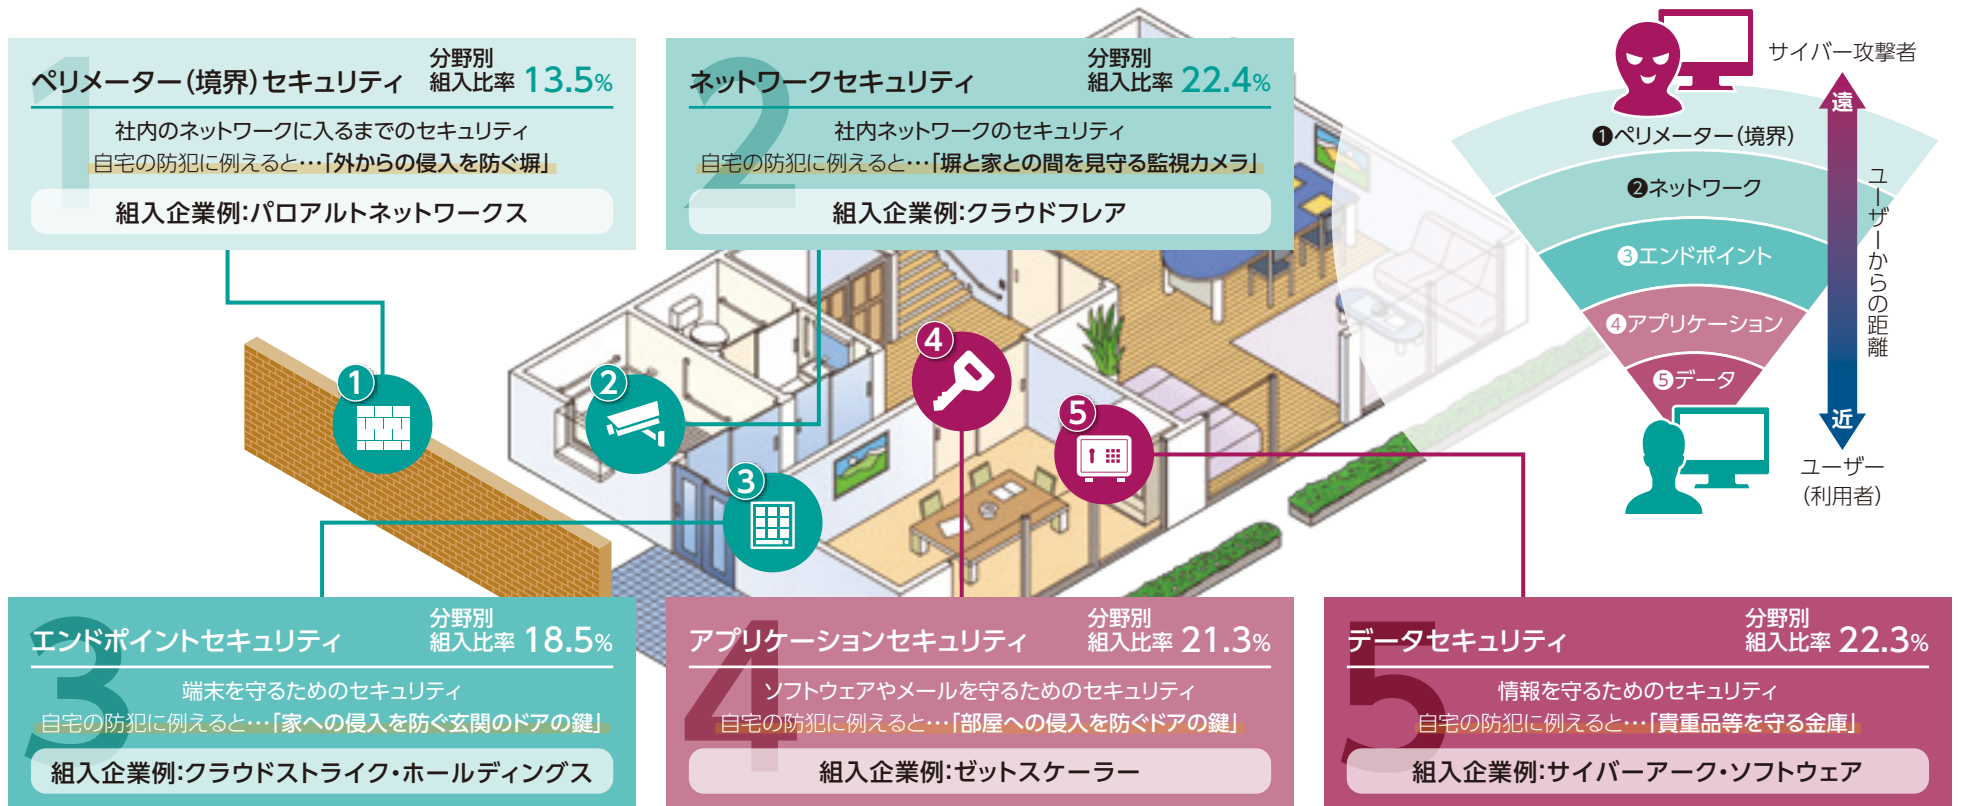 1
ペリメーター（境界）セキュリティ
分野別
組入比率 13.5%
社内のネットワークに入るまでのセキュリティ
自宅の防犯に例えると…「外からの侵入を防ぐ塀」
組入企業例：パロアルトネットワークス
2
ネットワークセキュリティ
分野別
組入比率 22.4%
社内ネットワークのセキュリティ
自宅の防犯に例えると…「塀と家との間を見守る監視カメラ」
組入企業例：クラウドフレア
サイバー攻撃者
遠
❶ペリメーター（境界）
❷ネットワーク
❸エンドポイント
❹アプリケーション
❺データ
ユーザーからの距離
近
ユーザー
（利用者）
1
2
3
4
5
3
エンドポイントセキュリティ
分野別
組入比率 18.5%
端末を守るためのセキュリティ
自宅の防犯に例えると…「家への侵入を防ぐ玄関のドアの鍵」
組入企業例：クラウドストライク・ホールディングス
4
アプリケーションセキュリティ
分野別
組入比率 21.3%
ソフトウェアやメールを守るためのセキュリティ
自宅の防犯に例えると…「部屋への侵入を防ぐドアの鍵」
組入企業例：ゼットスケーラー
5
データセキュリティ
分野別
組入比率 22.3%
情報を守るためのセキュリティ
自宅の防犯に例えると…「貴重品等を守る金庫」
組入企業例：サイバーアーク・ソフトウェア